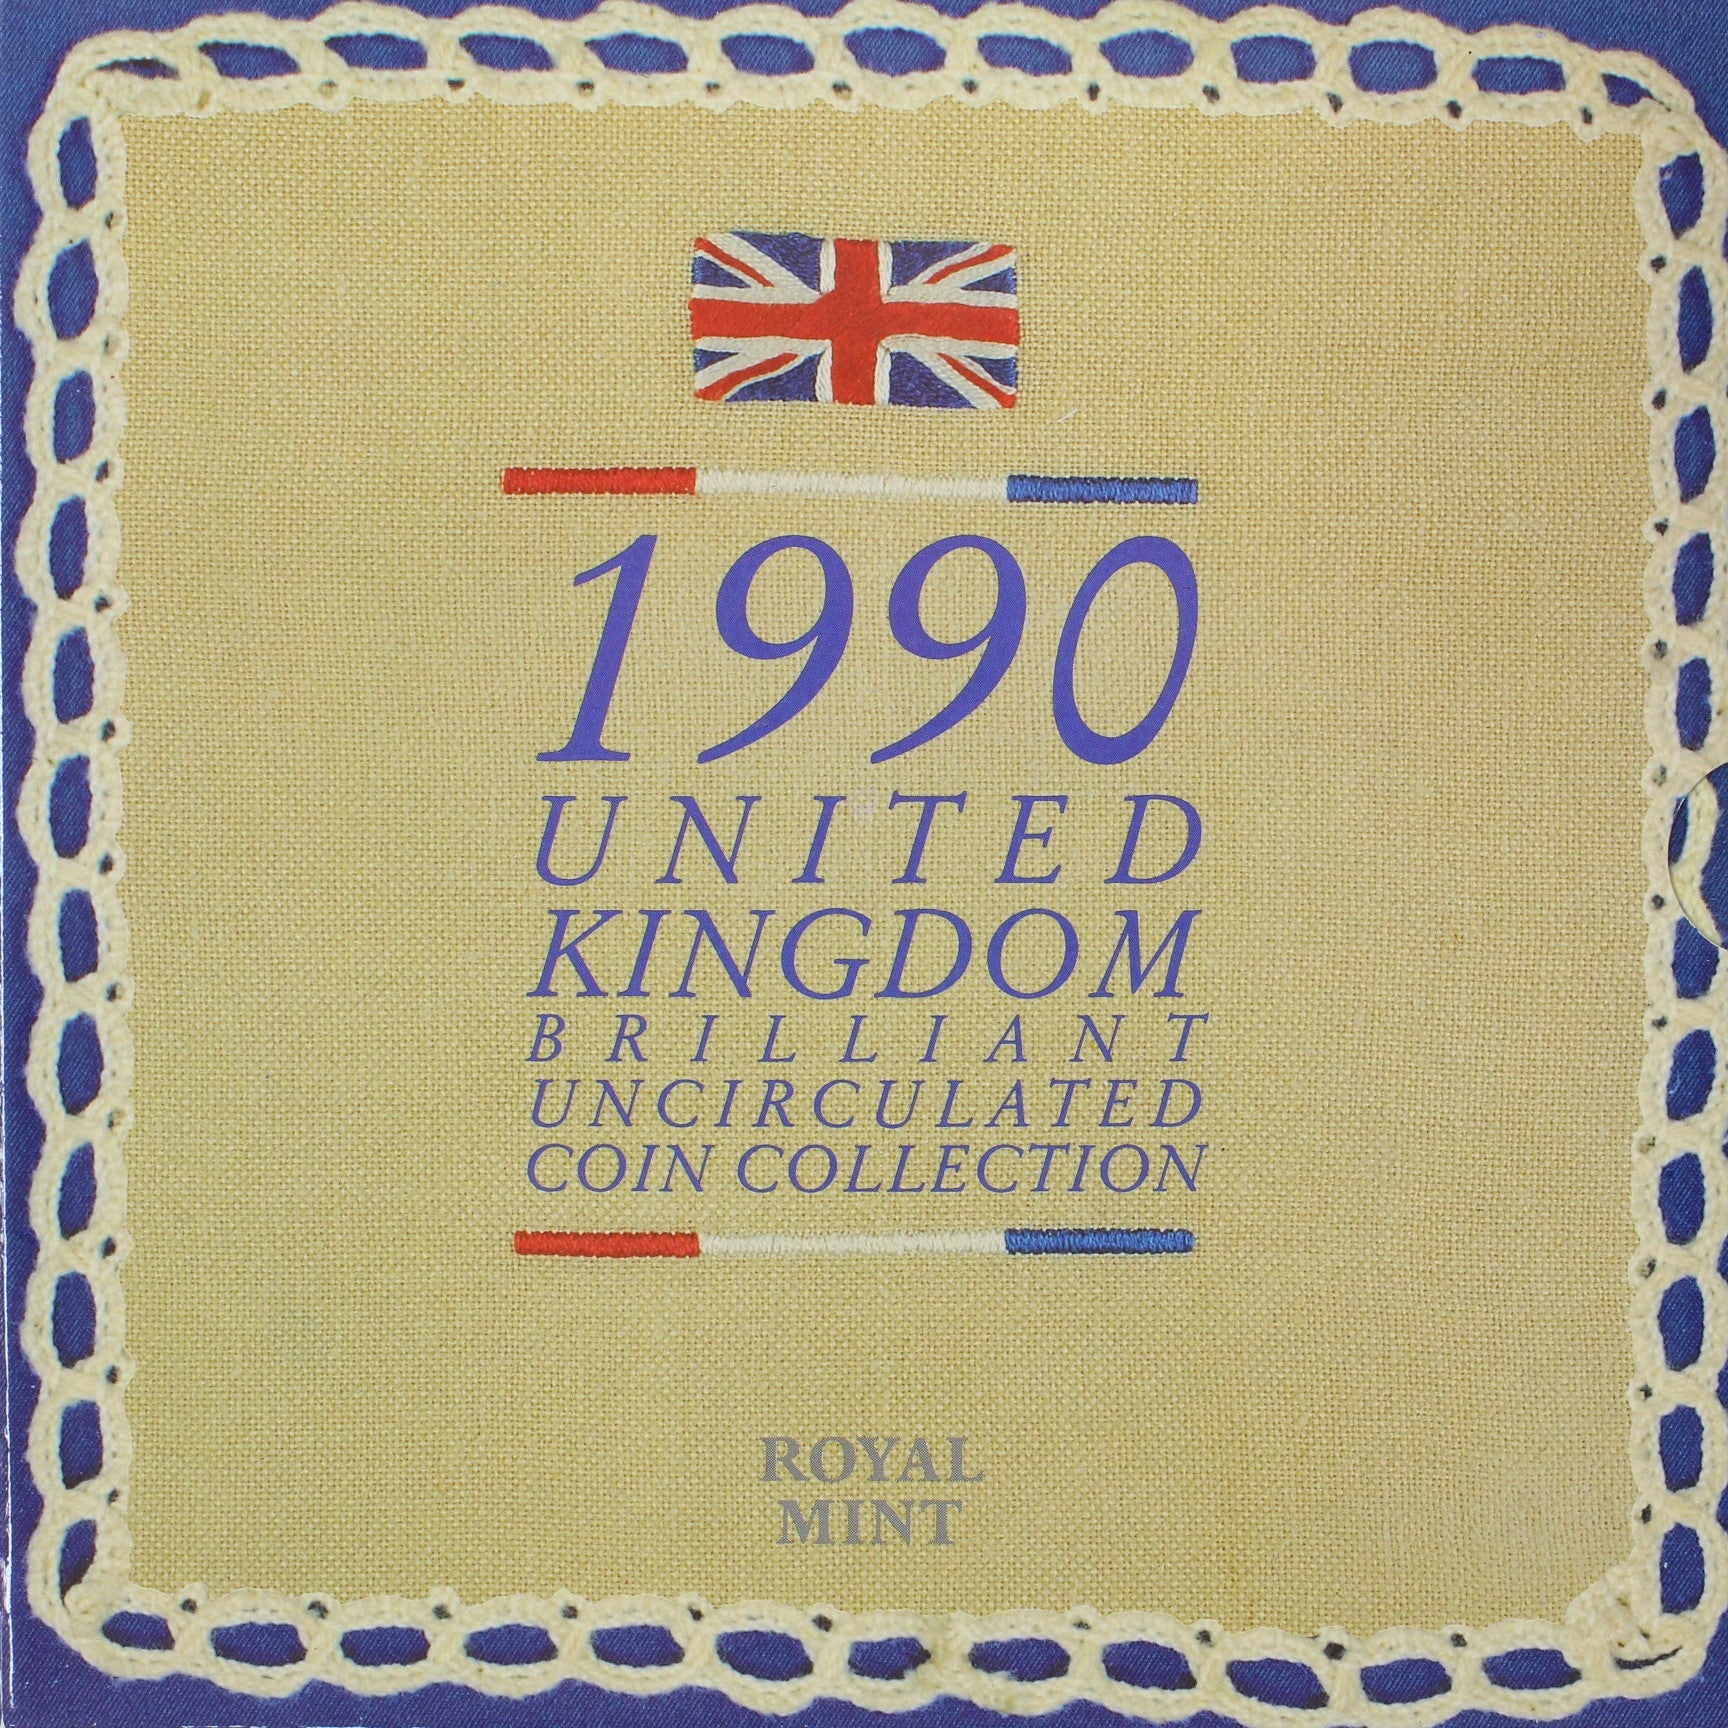 1990
UNITED
KINGDOM
BRILLIANT
UNCIRCULATED
COIN COLLECTION
ROYAL
MINT